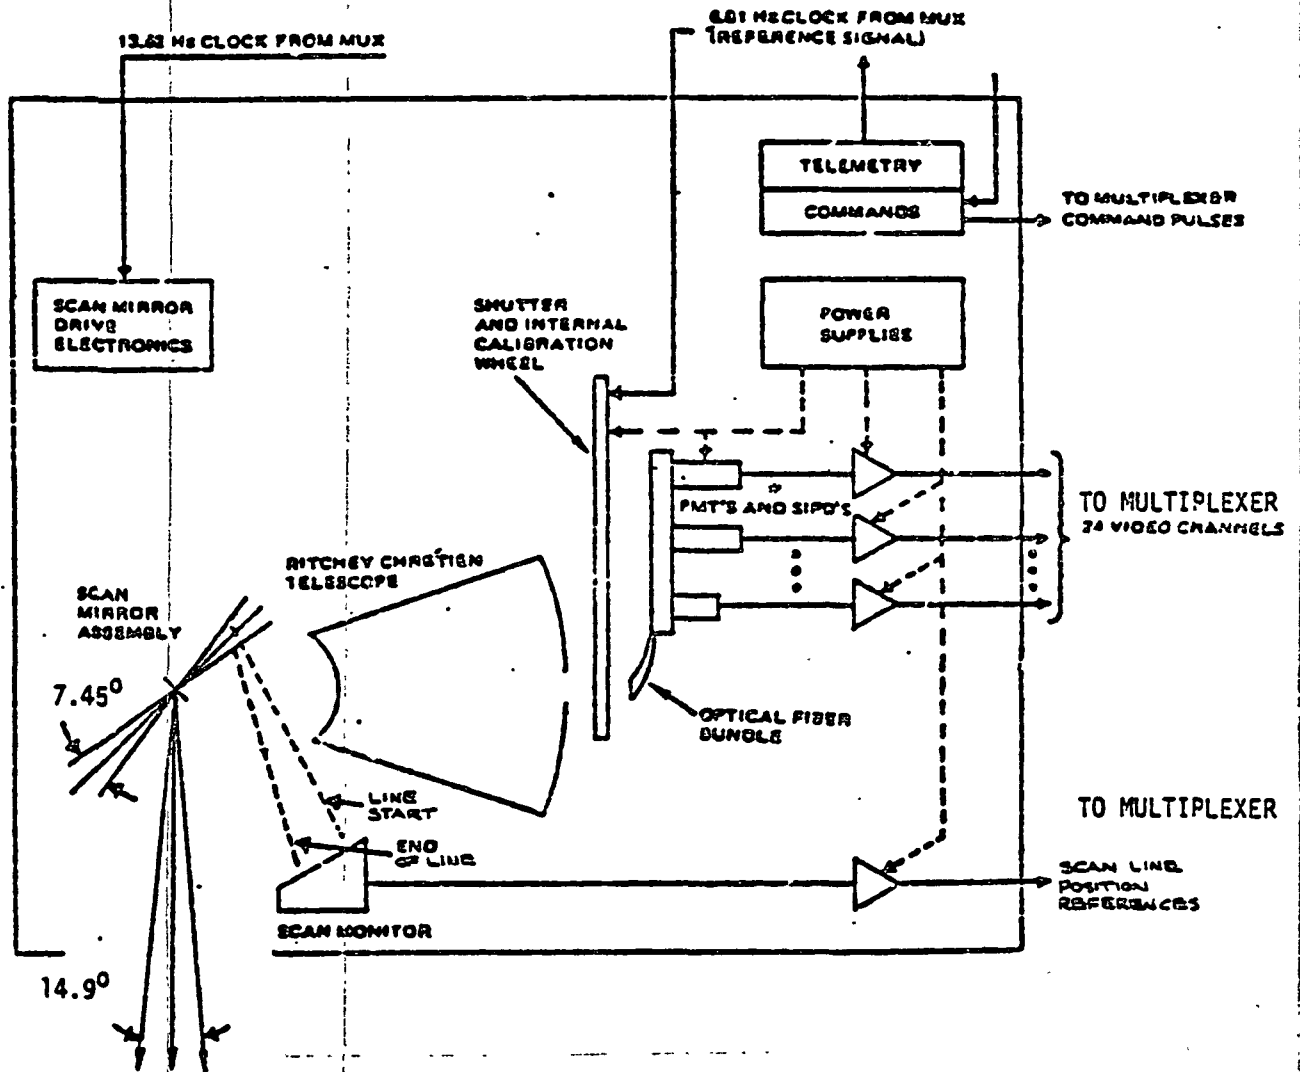 13.62 Hz CLOCK FROM MUX
6.81 Hz CLOCK FROM MUX
(REFERENCE SIGNAL)
TELEMETRY
COMMANDS
TO MULTIPLEXER
COMMAND PULSES
SCAN MIRROR
DRIVE
ELECTRONICS
SHUTTER
AND INTERNAL
CALIBRATION
WHEEL
POWER
SUPPLIES
PMT'S AND SIPD'S
TO MULTIPLEXER
24 VIDEO CHANNELS
RITCHEY CHRETIEN
TELESCOPE
SCAN
MIRROR
ASSEMBLY
7.45°
OPTICAL FIBER
BUNDLE
LINE
START
END
OF LINE
TO MULTIPLEXER
SCAN LINE
POSITION
REFERENCES
SCAN MONITOR
14.9°